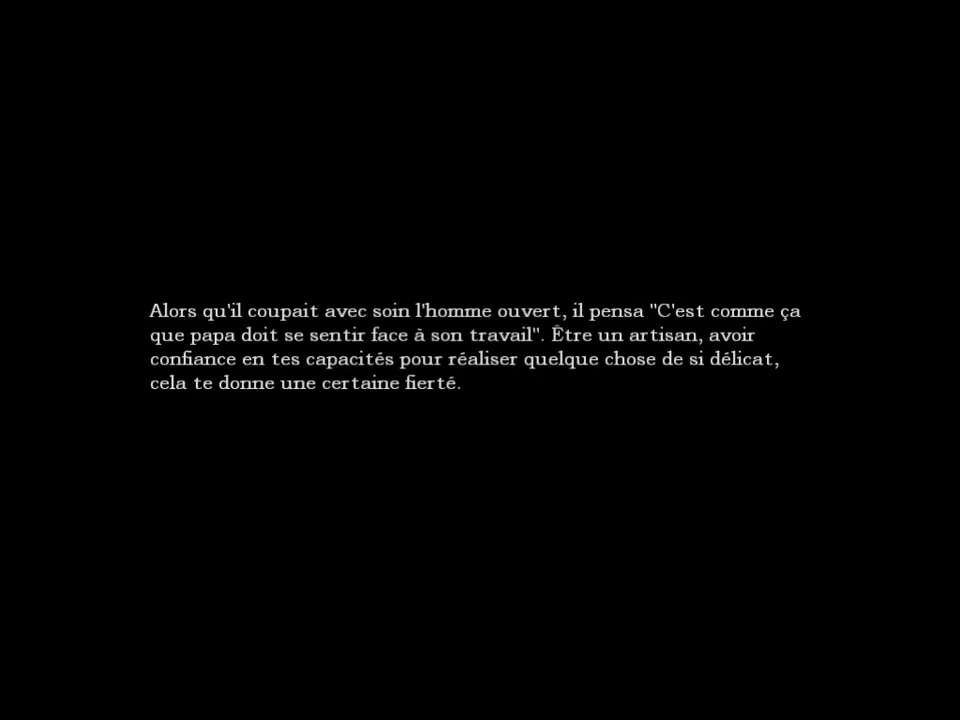 Alors qu'il coupait avec soin l'homme ouvert, il pensa "C'est comme ça
que papa doit se sentir face à son travail". Être un artisan, avoir
confiance en tes capacités pour réaliser quelque chose de si délicat,
cela te donne une certaine fierté.